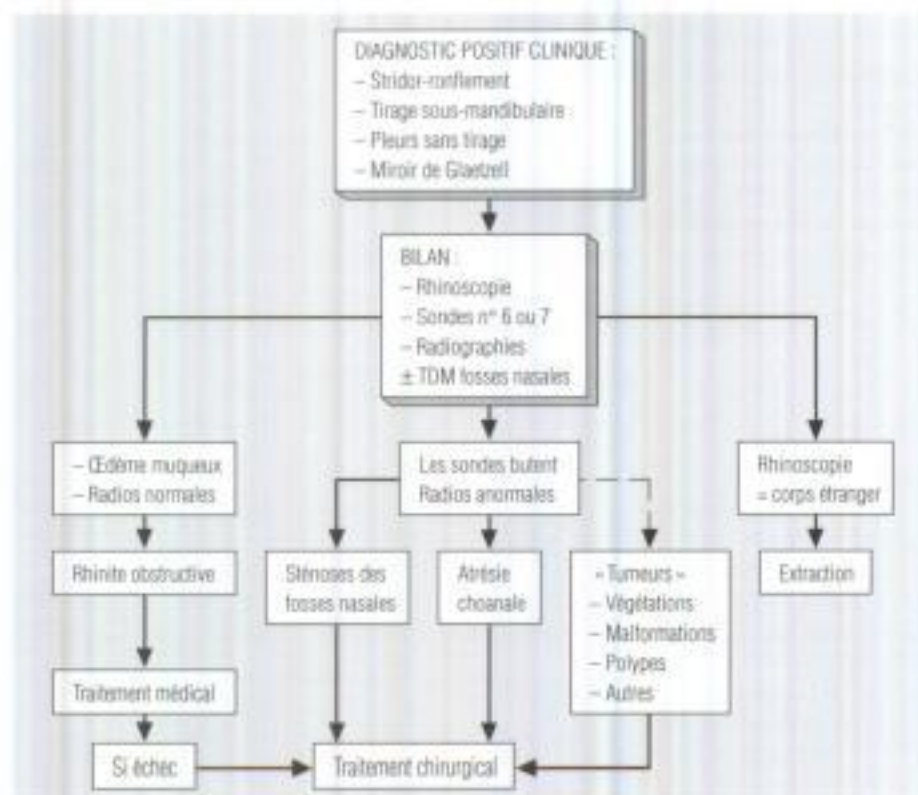 DIAGNOSTIC POSITIF CLINIQUE :
– Stridor-ronflement
– Tirage sous-mandibulaire
– Pleurs sans tirage
– Miroir de Glaetzell
BILAN :
– Rhinoscopie
– Sondes n° 6 ou 7
– Radiographies
± TDM fosses nasales
– Œdème muqueux
– Radios normales
Les sondes butent
Radios anormales
Rhinoscopie
= corps étranger
Rhinite obstructive
Sténoses des
fosses nasales
Atrésie
choanale
« Tumeurs »
– Végétations
– Malformations
– Polypes
– Autres
Extraction
Traitement médical
Si échec
Traitement chirurgical